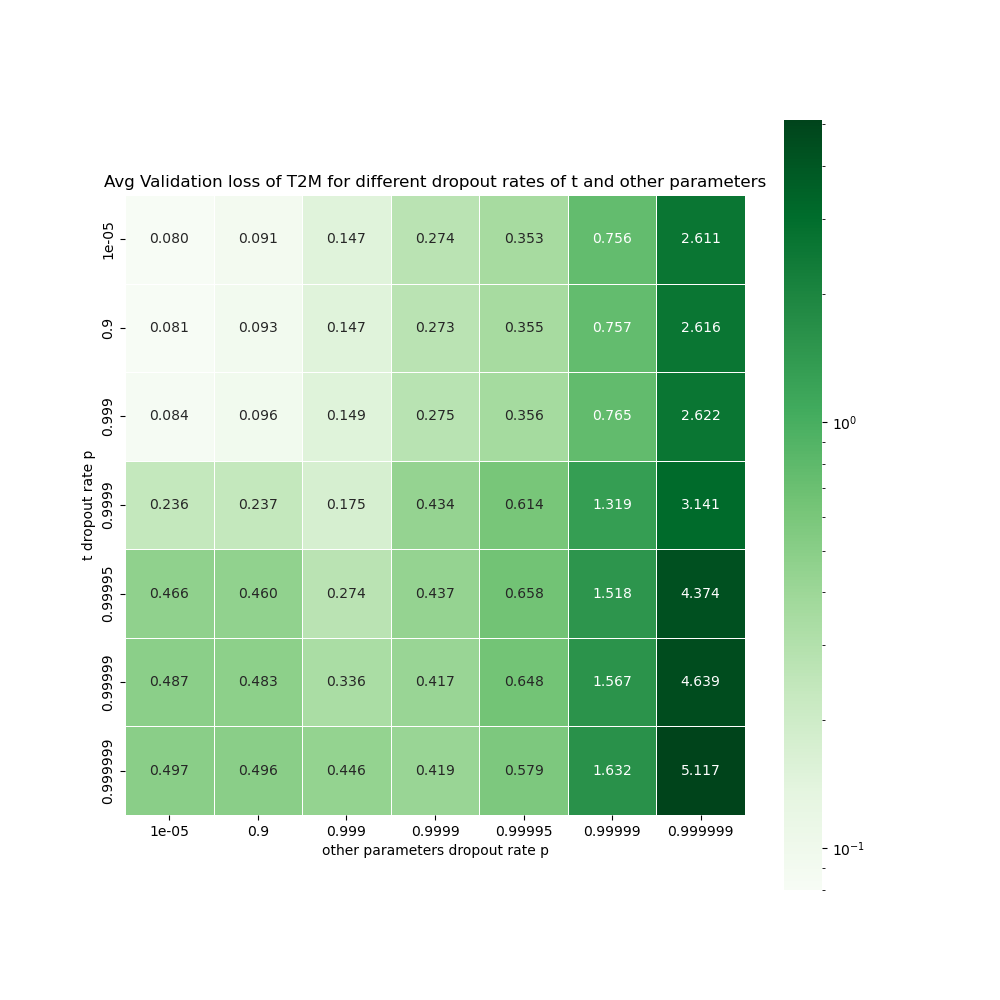 Avg Validation loss of T2M for different dropout rates of t and other parameters
t dropout rate p
1e-05 0.080 0.091 0.147 0.274 0.353 0.756 2.611
0.9 0.081 0.093 0.147 0.273 0.355 0.757 2.616
0.999 0.084 0.096 0.149 0.275 0.356 0.765 2.622
0.9999 0.236 0.237 0.175 0.434 0.614 1.319 3.141
0.99995 0.466 0.460 0.274 0.437 0.658 1.518 4.374
0.99999 0.487 0.483 0.336 0.417 0.648 1.567 4.639
0.999999 0.497 0.496 0.446 0.419 0.579 1.632 5.117
1e-05 0.9 0.999 0.9999 0.99995 0.99999 0.999999
other parameters dropout rate p
10⁰
10⁻¹